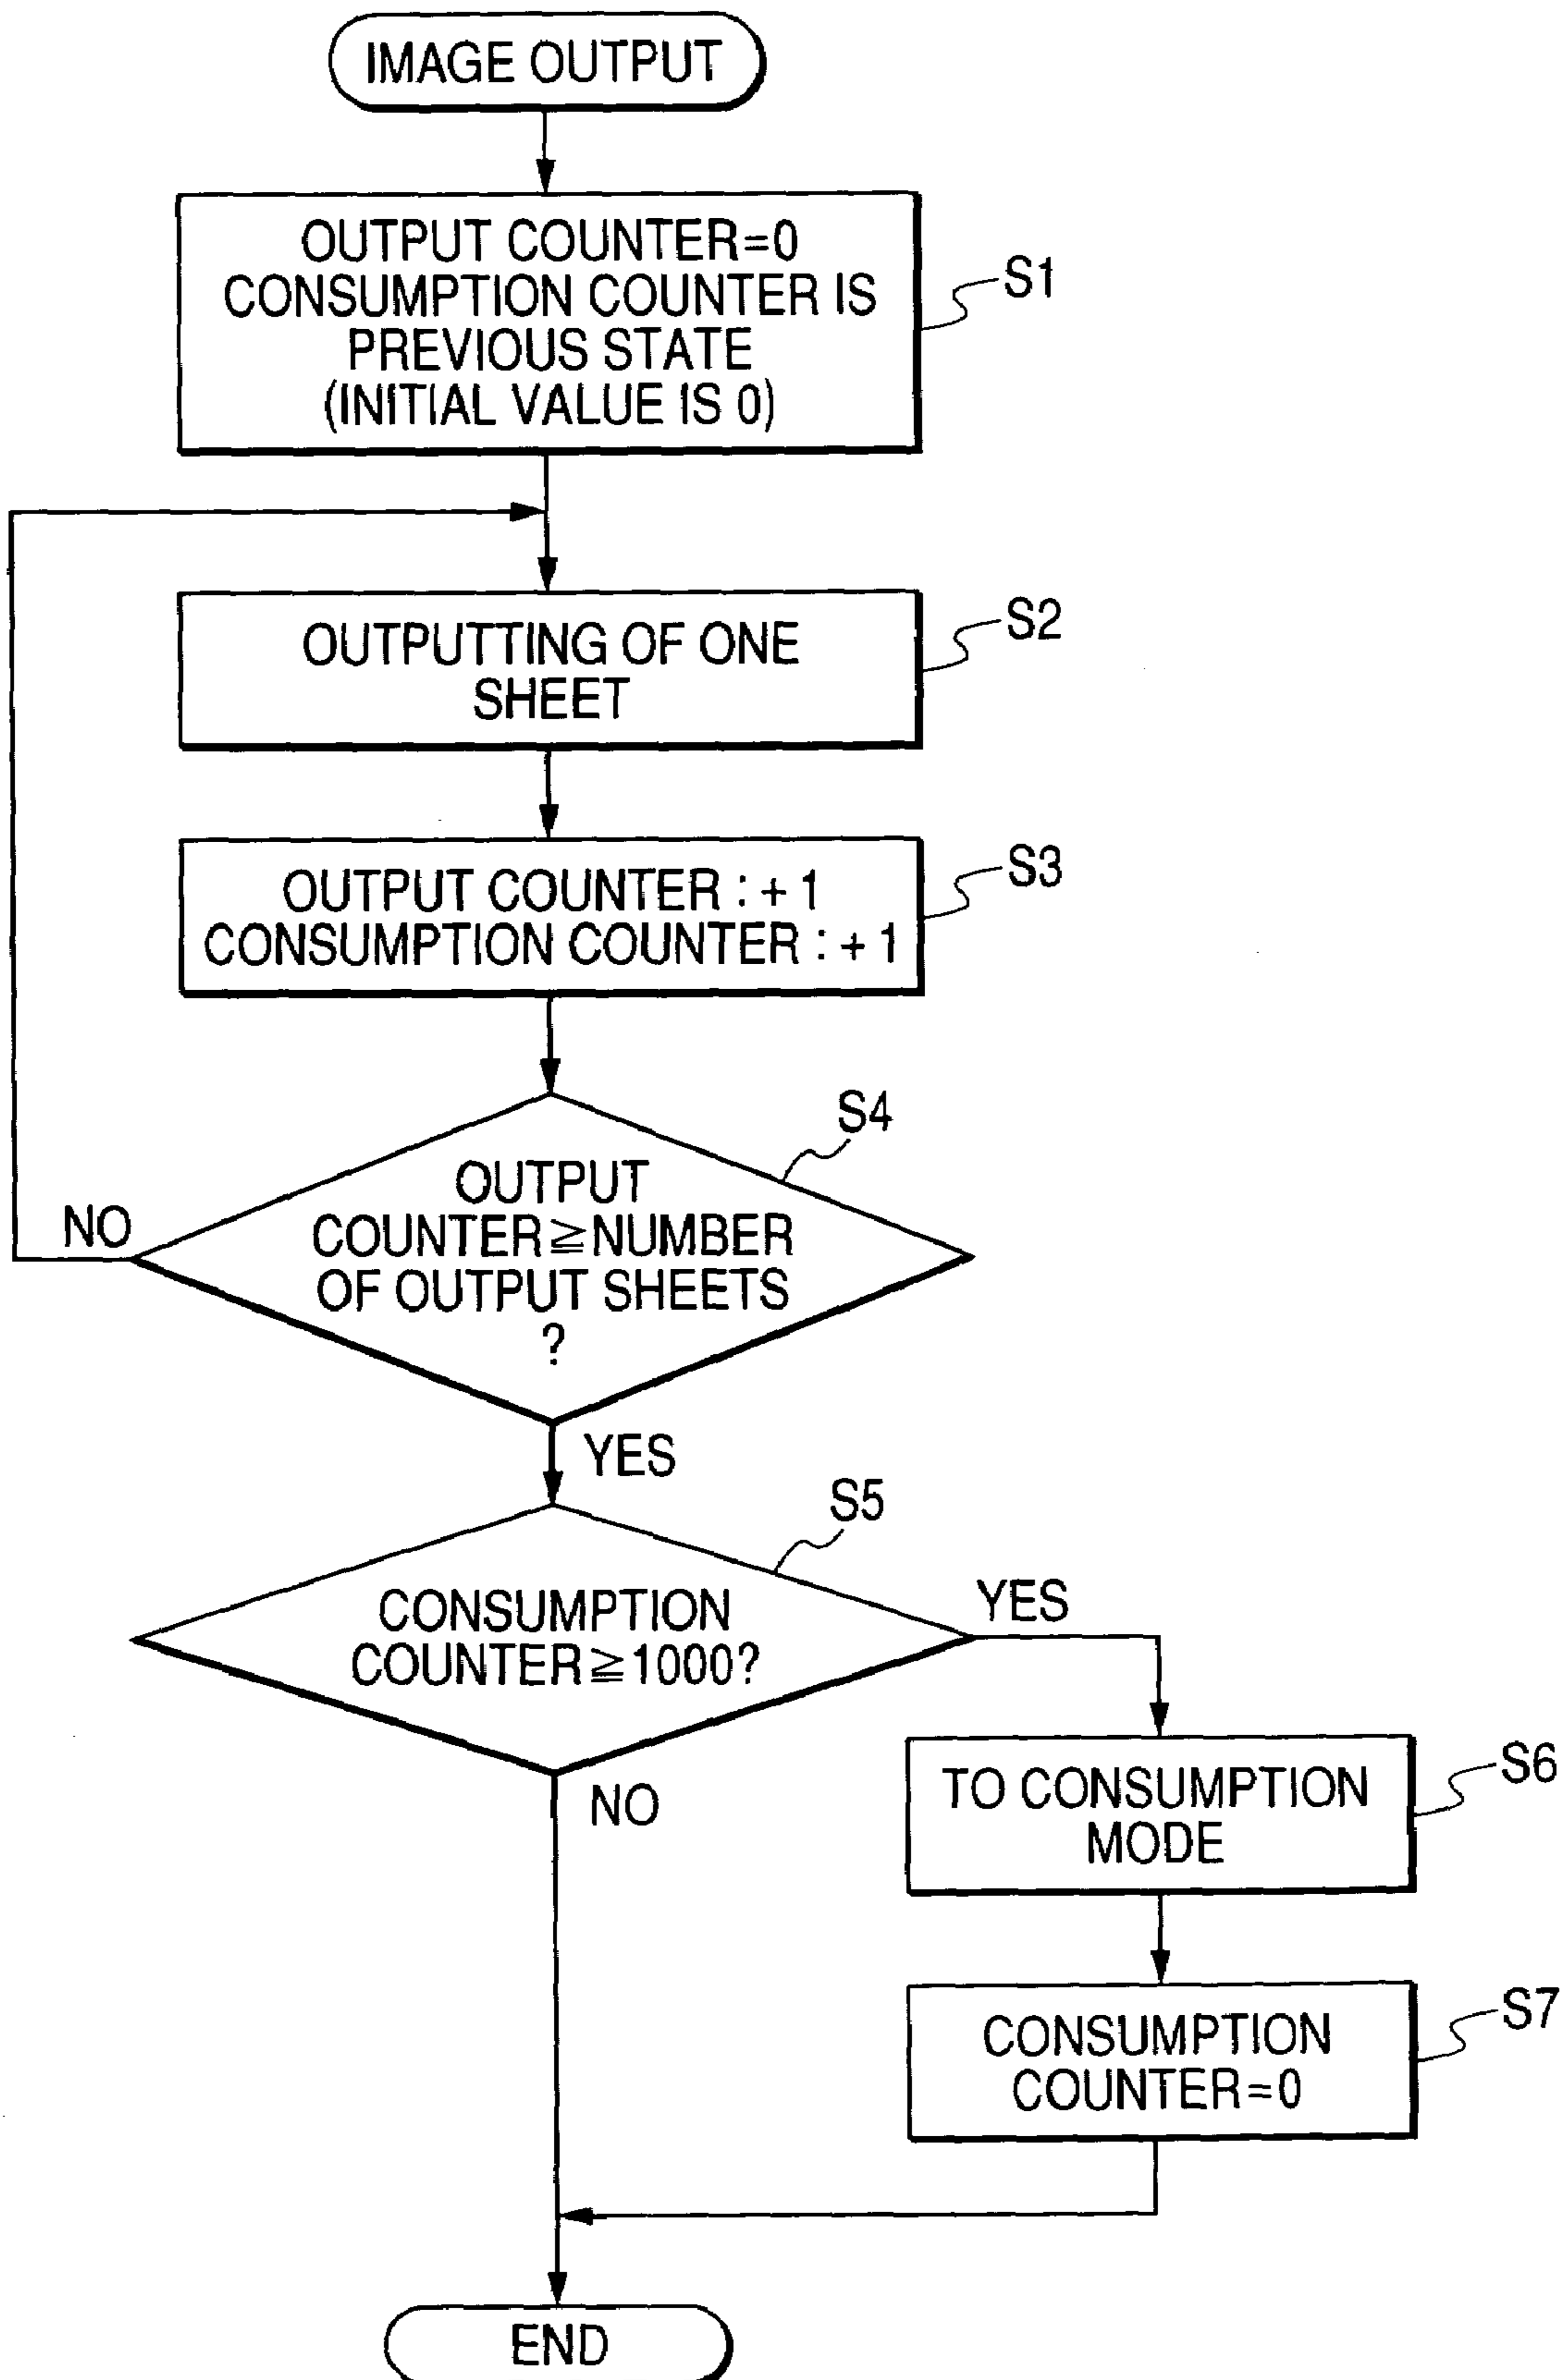 IMAGE OUTPUT
OUTPUT COUNTER=0
CONSUMPTION COUNTER IS
PREVIOUS STATE
(INITIAL VALUE IS 0)
S1
OUTPUTTING OF ONE
SHEET
S2
OUTPUT COUNTER : + 1
CONSUMPTION COUNTER : + 1
S3
S4
OUTPUT
COUNTER≧NUMBER
OF OUTPUT SHEETS
?
NO
YES
S5
CONSUMPTION
COUNTER≧1000?
YES
NO
TO CONSUMPTION
MODE
S6
CONSUMPTION
COUNTER=0
S7
END